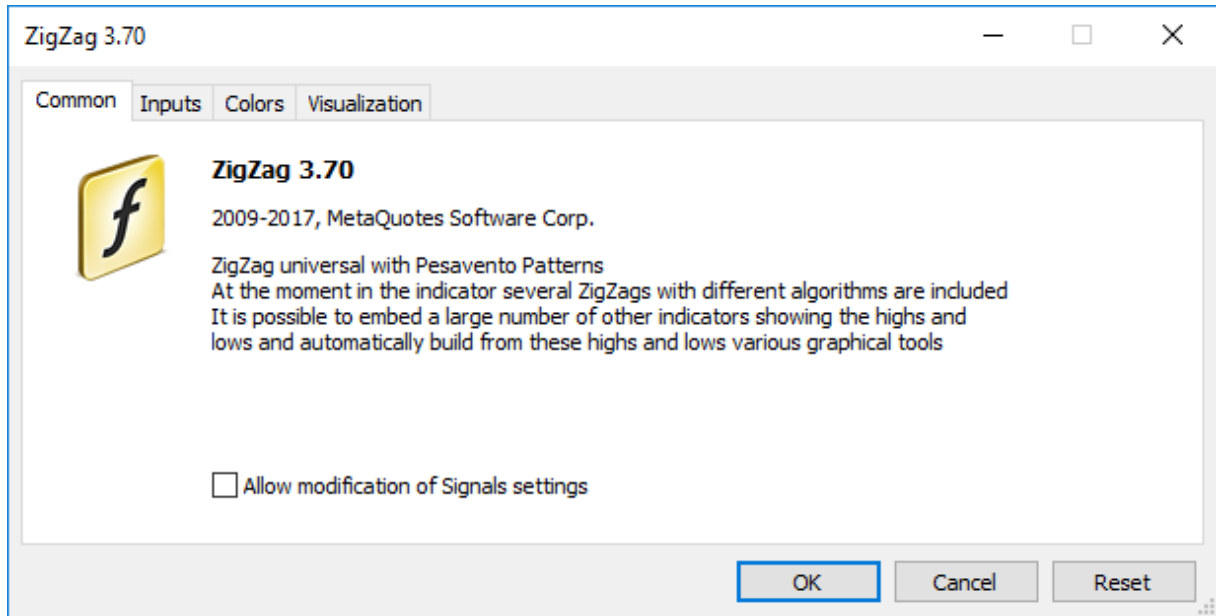 ZigZag 3.70
Common Inputs Colors Visualization
f
ZigZag 3.70
2009-2017, MetaQuotes Software Corp.
ZigZag universal with Pesavento Patterns
At the moment in the indicator several ZigZags with different algorithms are included
It is possible to embed a large number of other indicators showing the highs and
lows and automatically build from these highs and lows various graphical tools
Allow modification of Signals settings
OK Cancel Reset